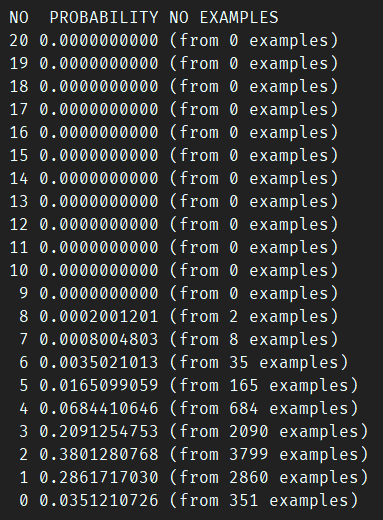 NO  PROBABILITY NO EXAMPLES
20 0.0000000000 (from 0 examples)
19 0.0000000000 (from 0 examples)
18 0.0000000000 (from 0 examples)
17 0.0000000000 (from 0 examples)
16 0.0000000000 (from 0 examples)
15 0.0000000000 (from 0 examples)
14 0.0000000000 (from 0 examples)
13 0.0000000000 (from 0 examples)
12 0.0000000000 (from 0 examples)
11 0.0000000000 (from 0 examples)
10 0.0000000000 (from 0 examples)
 9 0.0000000000 (from 0 examples)
 8 0.0002001201 (from 2 examples)
 7 0.0008004803 (from 8 examples)
 6 0.0035021013 (from 35 examples)
 5 0.0165099059 (from 165 examples)
 4 0.0684410646 (from 684 examples)
 3 0.2091254753 (from 2090 examples)
 2 0.3801280768 (from 3799 examples)
 1 0.2861717030 (from 2860 examples)
 0 0.0351210726 (from 351 examples)